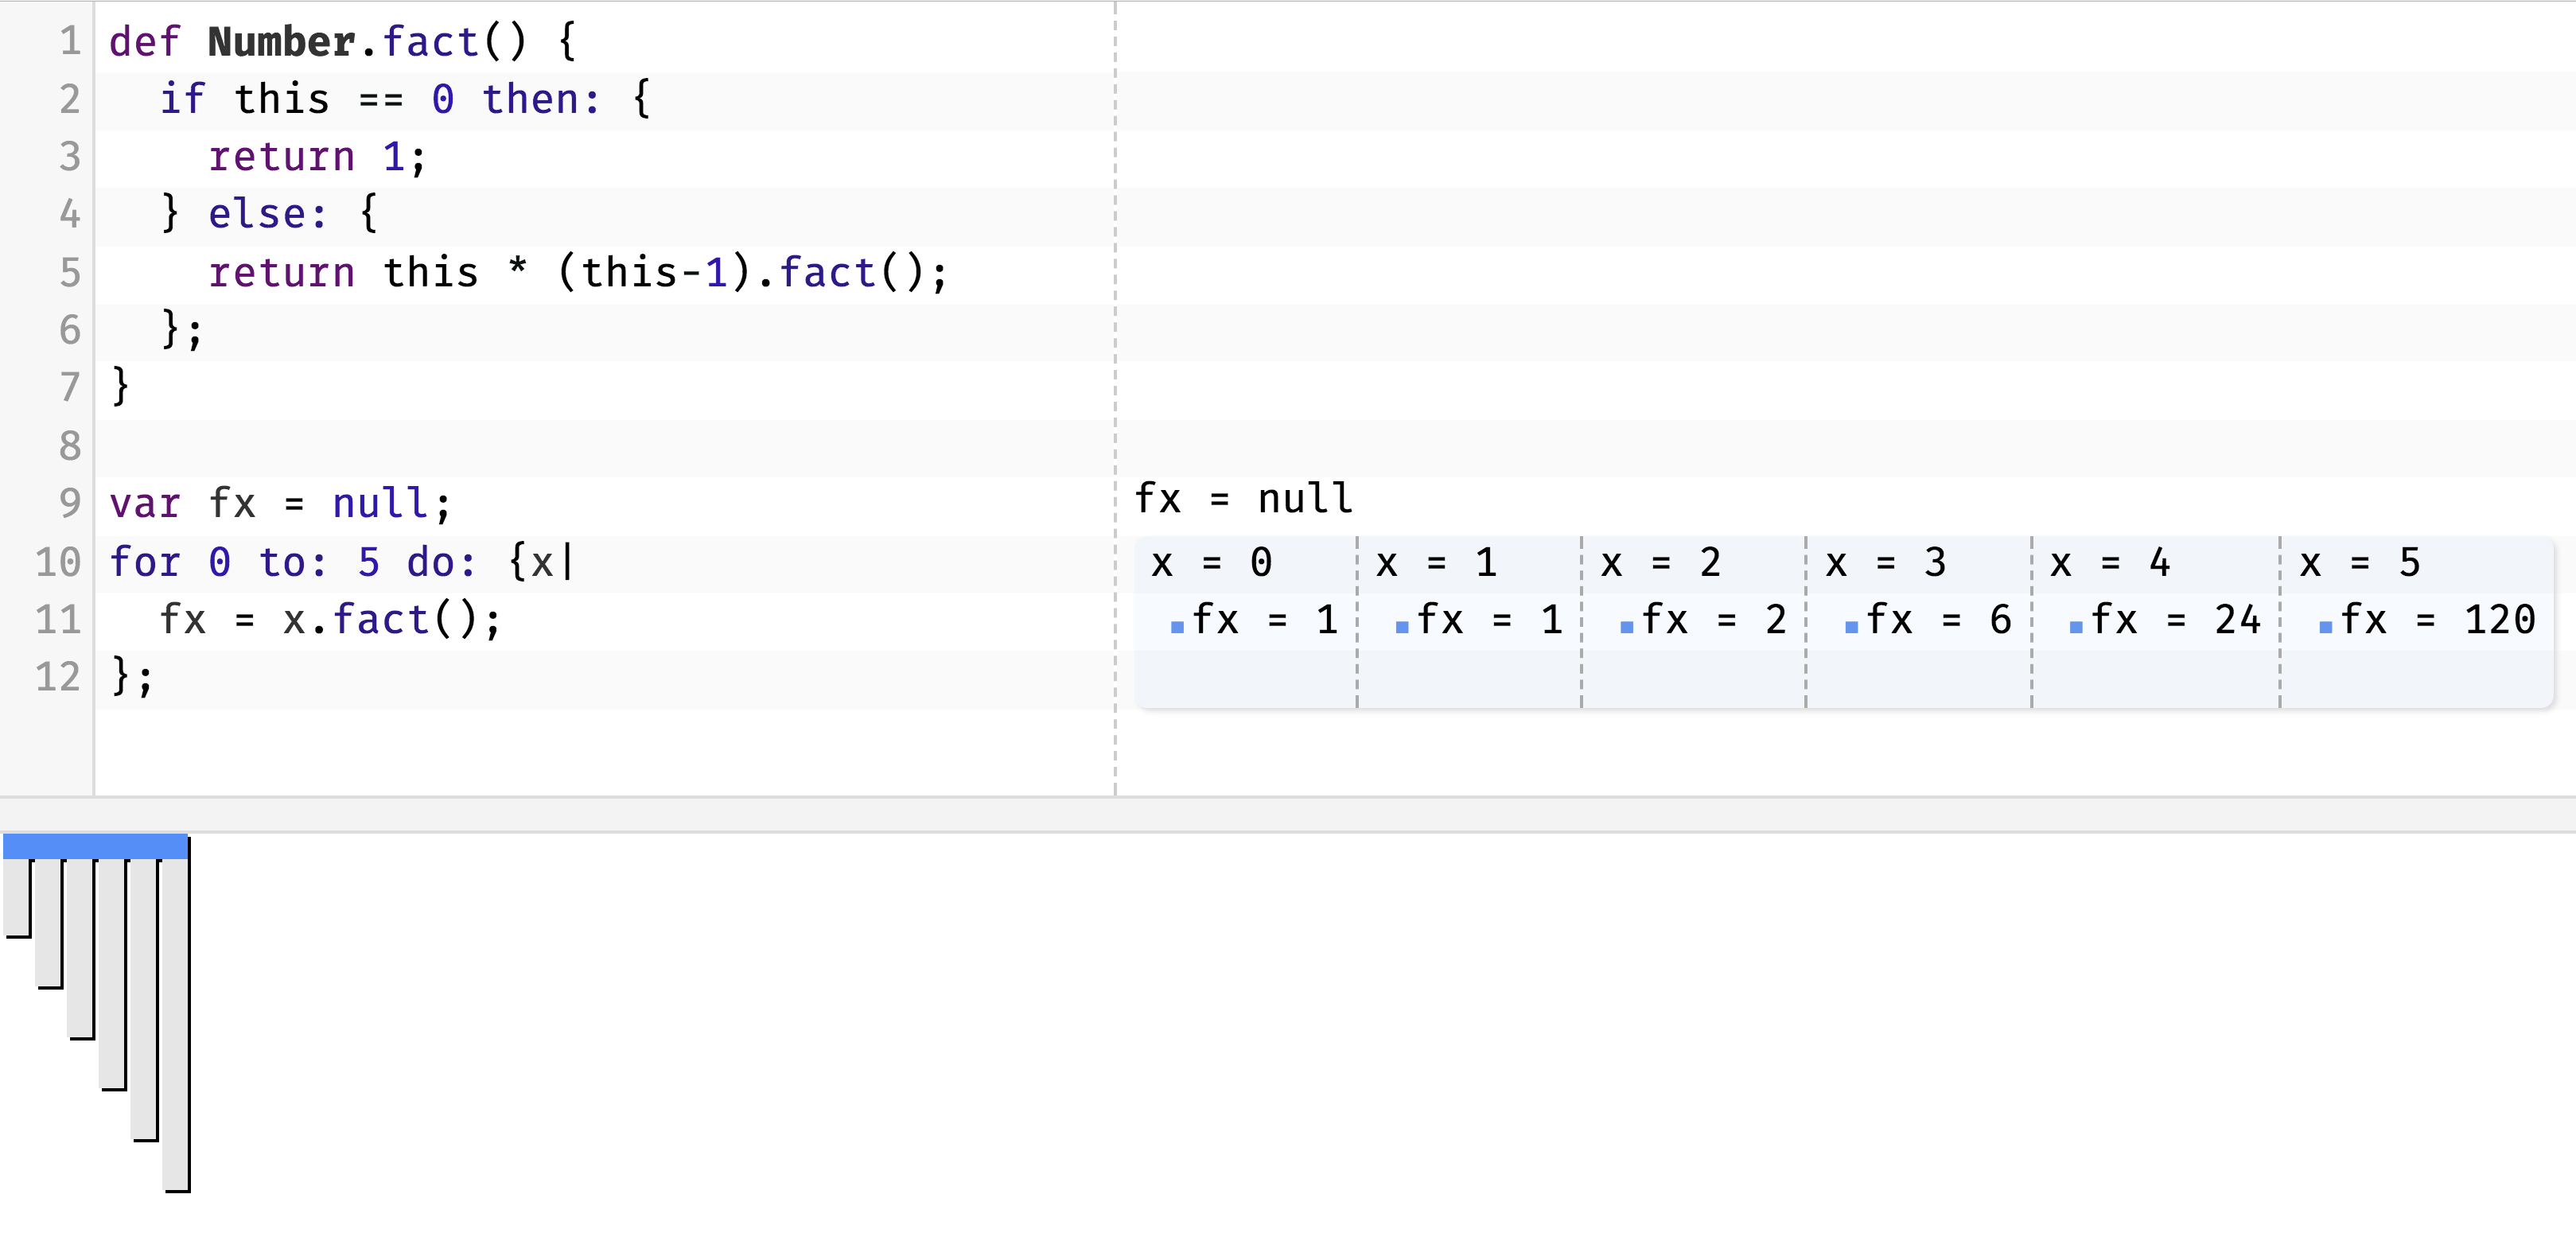 1 def Number.fact() {
2 if this == 0 then: {
3 return 1;
4 } else: {
5 return this * (this-1).fact();
6 };
7 }
8
9 var fx = null; fx = null
10 for 0 to: 5 do: {x| x = 0 x = 1 x = 2 x = 3 x = 4 x = 5
11 fx = x.fact(); fx = 1 fx = 1 fx = 2 fx = 6 fx = 24 fx = 120
12 };